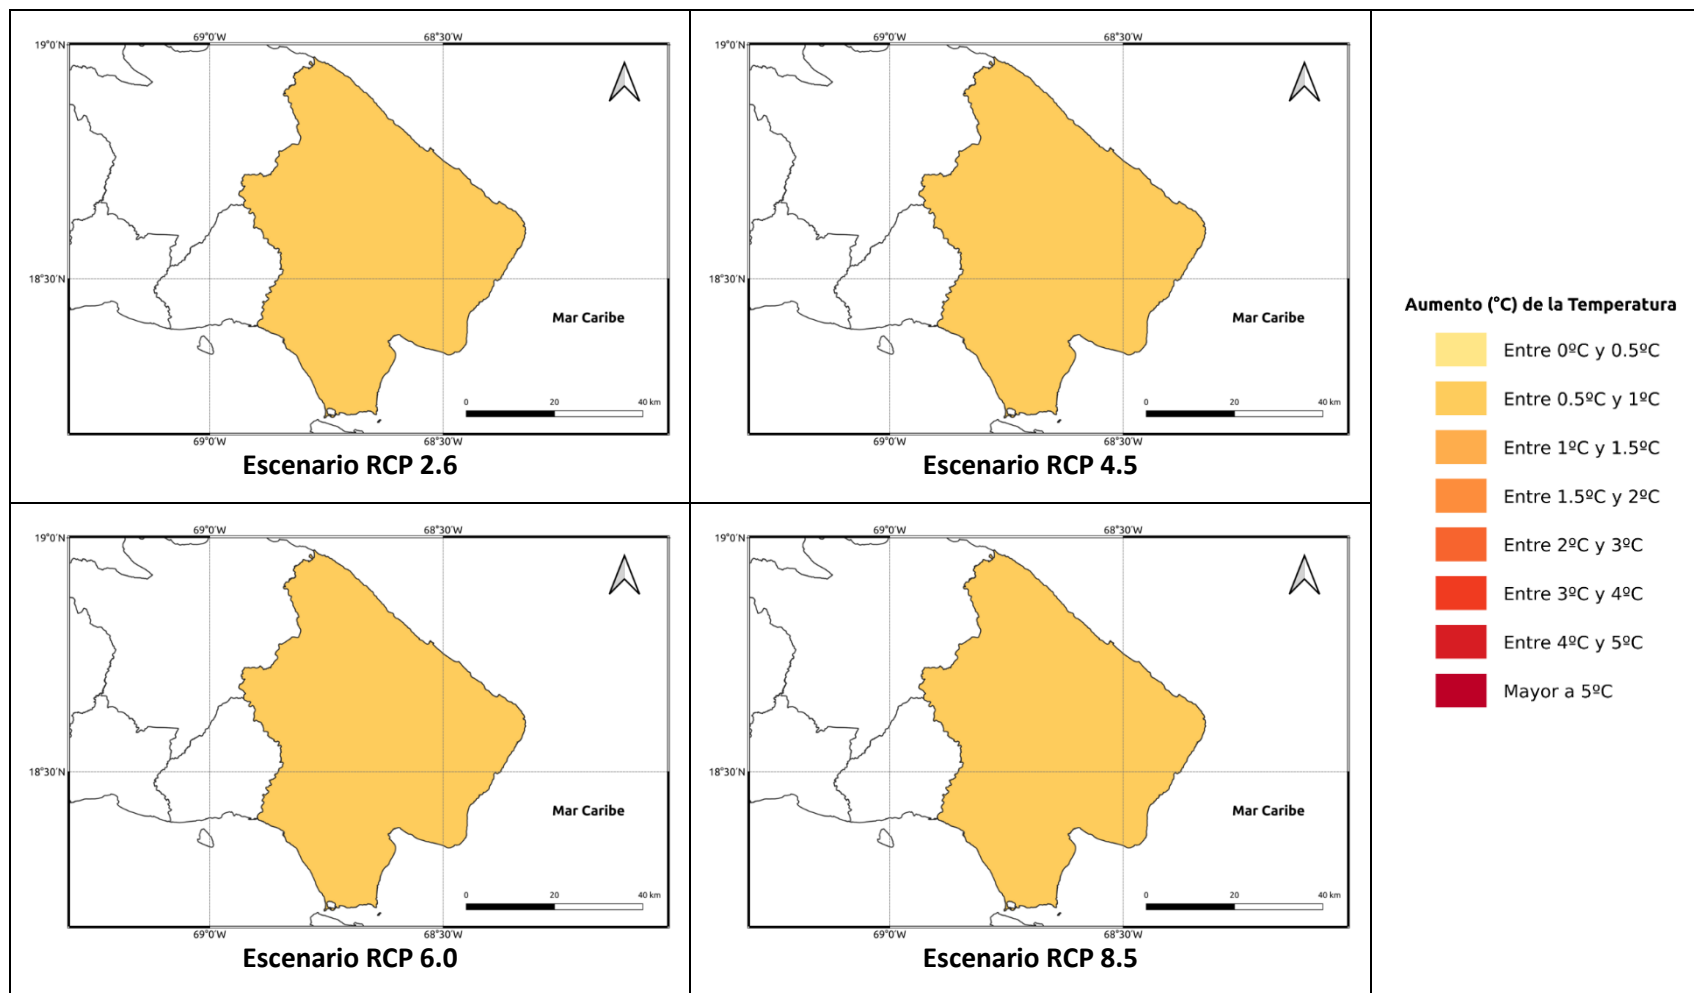 69°0'W 68°30'W
19°0'N
18°30'N
Mar Caribe
0 20 40 km
69°0'W 68°30'W
Escenario RCP 2.6
69°0'W 68°30'W
19°0'N
18°30'N
Mar Caribe
0 20 40 km
69°0'W 68°30'W
Escenario RCP 4.5
69°0'W 68°30'W
19°0'N
18°30'N
Mar Caribe
0 20 40 km
69°0'W 68°30'W
Escenario RCP 6.0
69°0'W 68°30'W
19°0'N
18°30'N
Mar Caribe
0 20 40 km
69°0'W 68°30'W
Escenario RCP 8.5
Aumento (°C) de la Temperatura
Entre 0ºC y 0.5ºC
Entre 0.5ºC y 1ºC
Entre 1ºC y 1.5ºC
Entre 1.5ºC y 2ºC
Entre 2ºC y 3ºC
Entre 3ºC y 4ºC
Entre 4ºC y 5ºC
Mayor a 5ºC